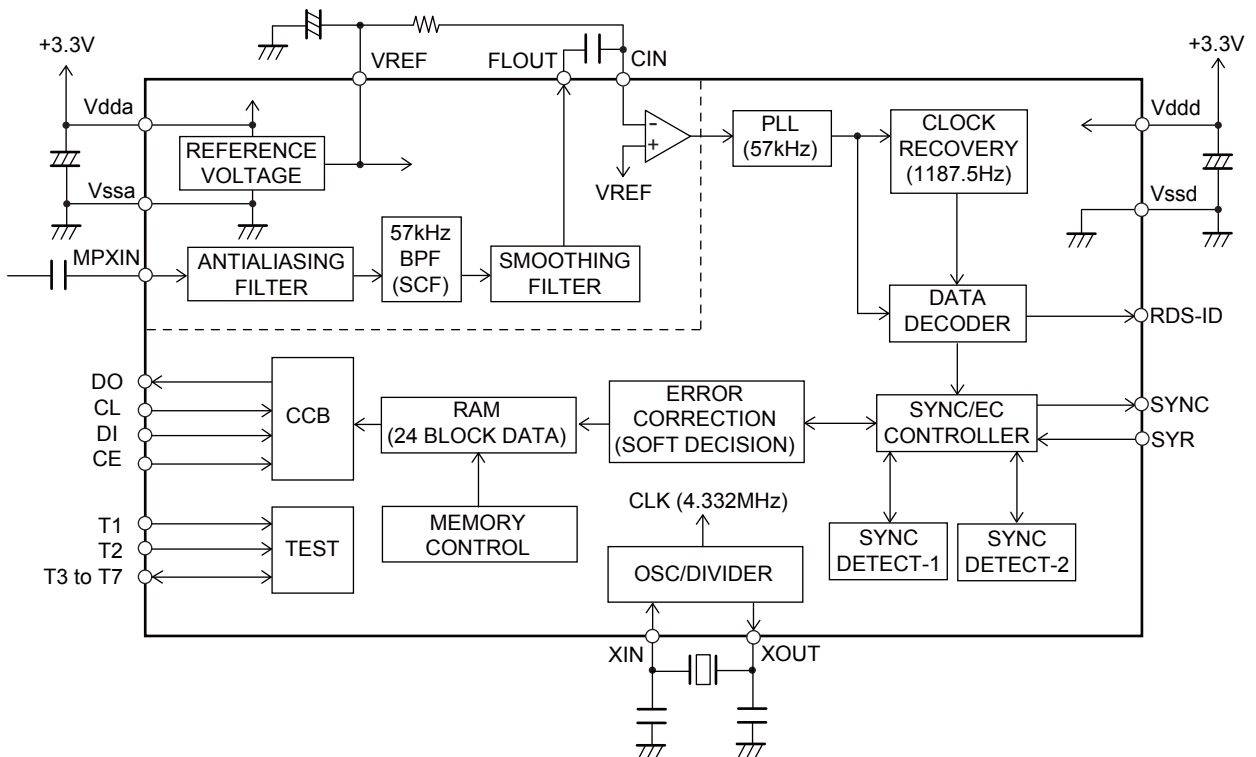 +3.3V
VREF
FLOUT
CIN
+3.3V
Vdda
REFERENCE
VOLTAGE
Vssa
-
+
VREF
PLL
(57kHz)
CLOCK
RECOVERY
(1187.5Hz)
Vddd
Vssd
MPXIN
ANTIALIASING
FILTER
57kHz
BPF
(SCF)
SMOOTHING
FILTER
DATA
DECODER
RDS-ID
DO
CL
DI
CE
CCB
RAM
(24 BLOCK DATA)
ERROR
CORRECTION
(SOFT DECISION)
SYNC/EC
CONTROLLER
SYNC
SYR
T1
T2
T3 to T7
TEST
MEMORY
CONTROL
CLK (4.332MHz)
OSC/DIVIDER
SYNC
DETECT-1
SYNC
DETECT-2
XIN
XOUT